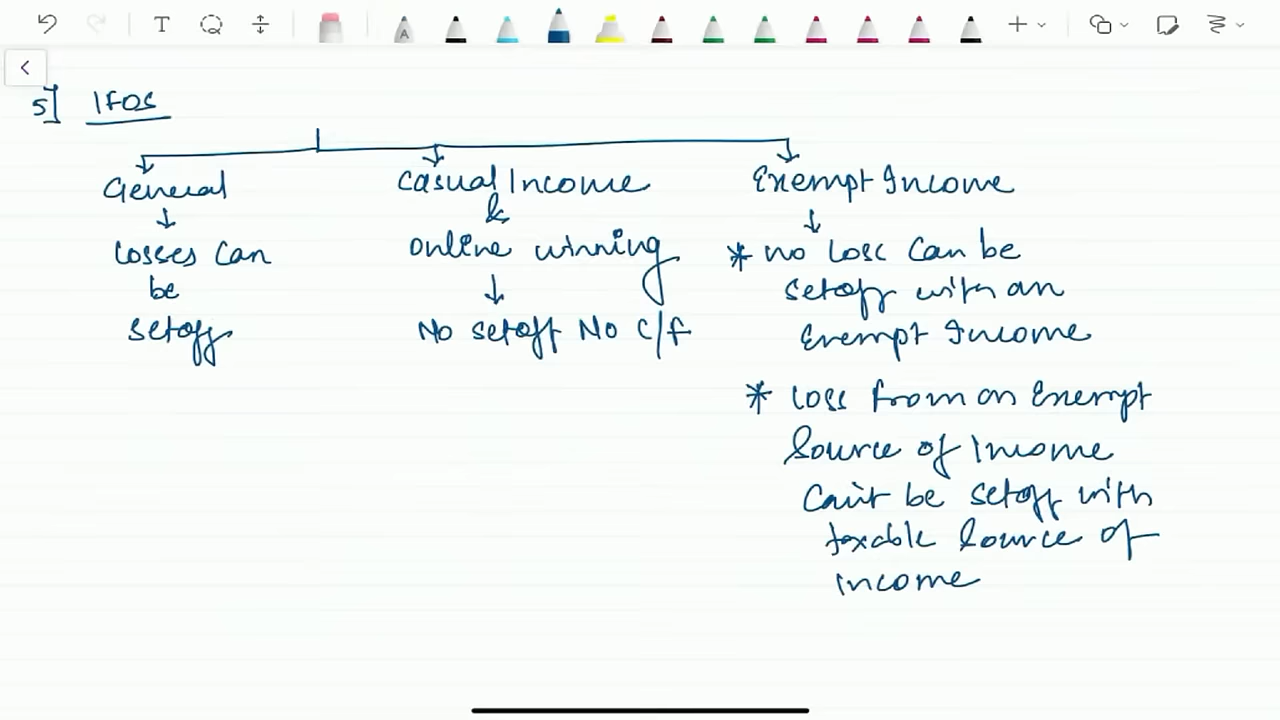 5] IFOS
General
↓
Losses Can
be
Setoff
Casual Income
&
Online winning
↓
No setoff No C/f
Exempt Income
↓
* no Loss Can be
Setoff with an
Exempt Income
* Loss from an Exempt
Source of Income
Can't be setoff with
taxable Source of
income